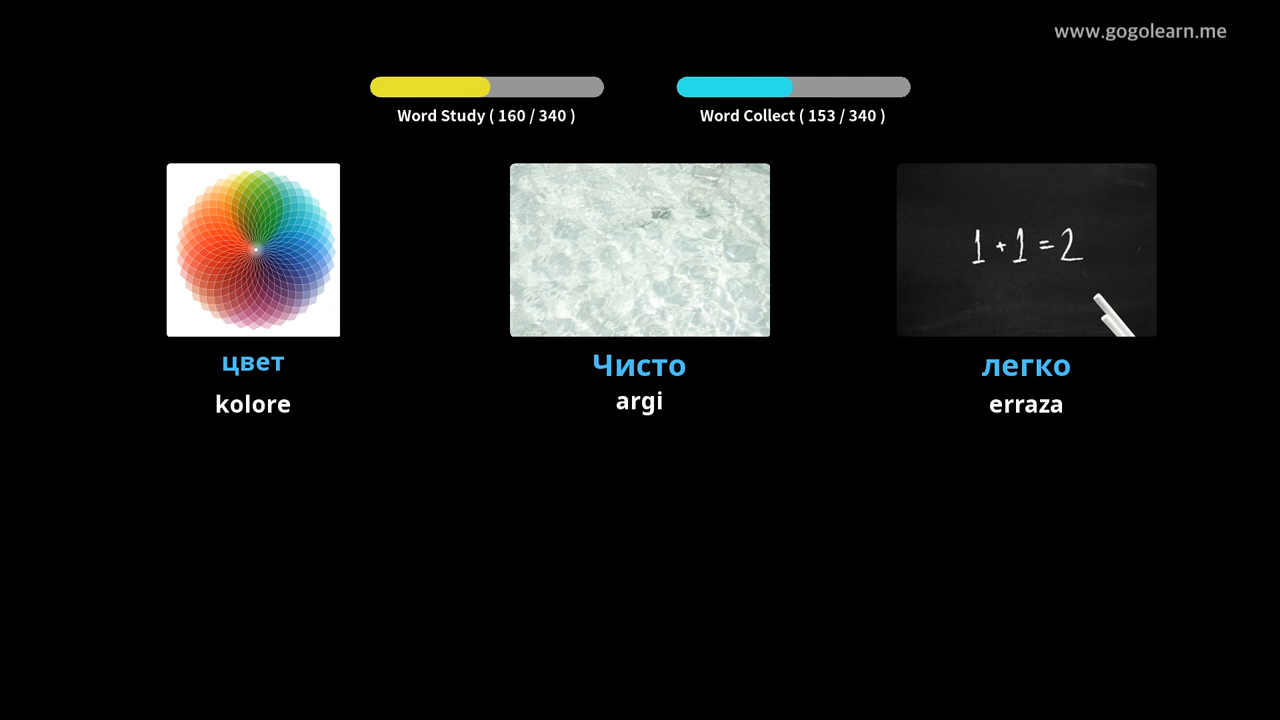 www.gogolearn.me
Word Study ( 160 / 340 )
Word Collect ( 153 / 340 )
1 + 1 = 2
цвет
Чисто
легко
kolore
argi
erraza